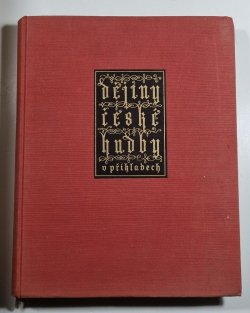 dějiny
české
hudby
v příkladech